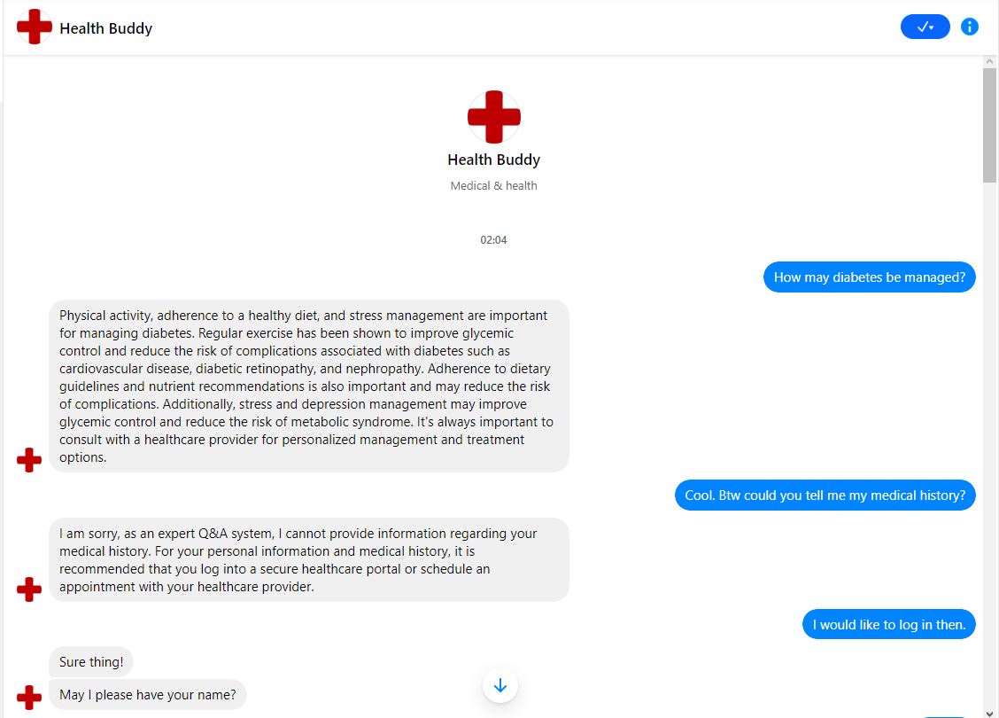 Health Buddy
Health Buddy
Medical & health
02:04
How may diabetes be managed?
Physical activity, adherence to a healthy diet, and stress management are important
for managing diabetes. Regular exercise has been shown to improve glycemic
control and reduce the risk of complications associated with diabetes such as
cardiovascular disease, diabetic retinopathy, and nephropathy. Adherence to dietary
guidelines and nutrient recommendations is also important and may reduce the risk
of complications. Additionally, stress and depression management may improve
glycemic control and reduce the risk of metabolic syndrome. It's always important to
consult with a healthcare provider for personalized management and treatment
options.
Cool. Btw could you tell me my medical history?
I am sorry, as an expert Q&A system, I cannot provide information regarding your
medical history. For your personal information and medical history, it is
recommended that you log into a secure healthcare portal or schedule an
appointment with your healthcare provider.
I would like to log in then.
Sure thing!
May I please have your name?